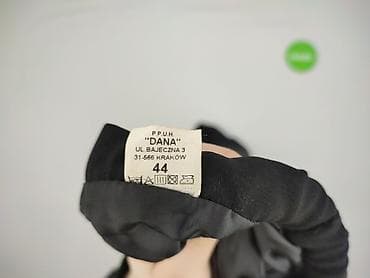 P.P.U.H.
"DANA"
UL. BAJECZNA 3
31-566 KRAKÓW
44